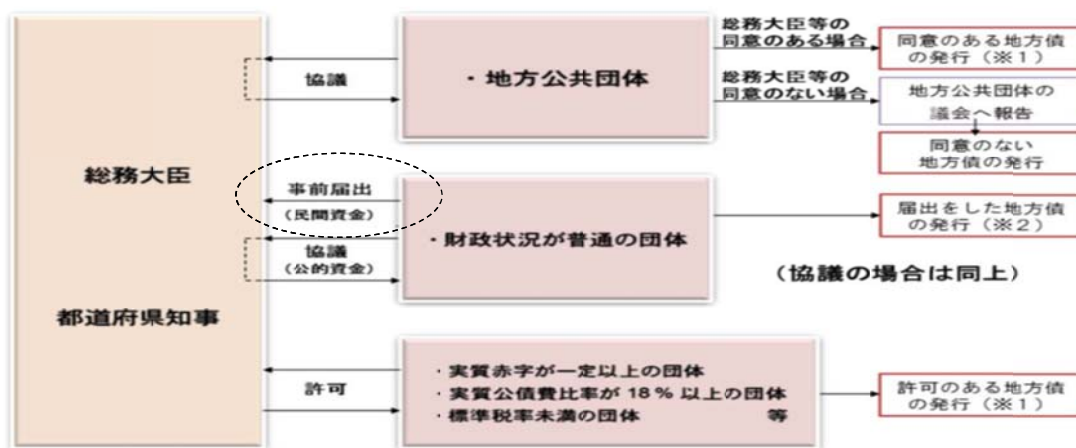 総務大臣
都道府県知事
協議
・地方公共団体
総務大臣等の
同意のある場合
同意のある地方債
の発行（※1）
総務大臣等の
同意のない場合
地方公共団体の
議会へ報告
同意のない
地方債の発行
事前届出
（民間資金）
協議
（公的資金）
・財政状況が普通の団体
届出をした地方債
の発行（※2）
（協議の場合は同上）
許可
・実質赤字が一定以上の団体
・実質公債費比率が 18 % 以上の団体
・標準税率未満の団体　　　等
許可のある地方債
の発行（※1）